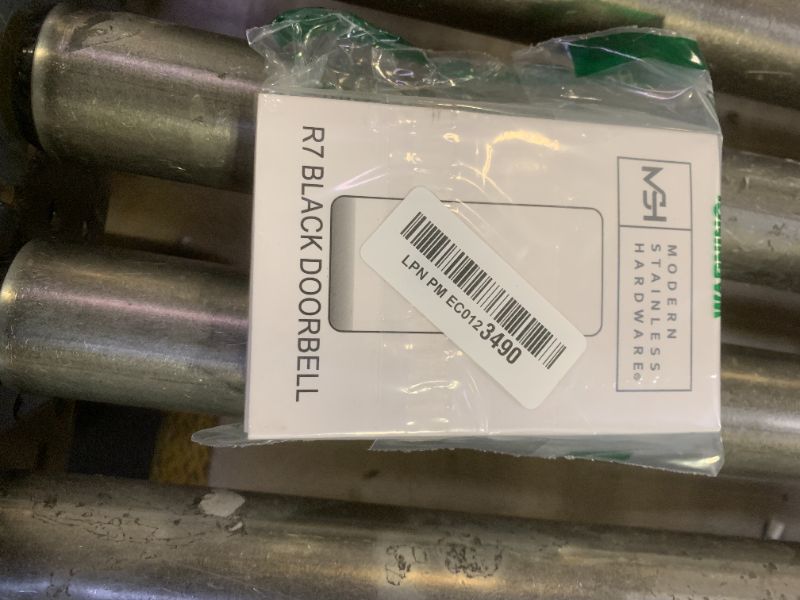 MSH
MODERN
STAINLESS
HARDWARE®
R7 BLACK DOORBELL
LPN PM EC0123490